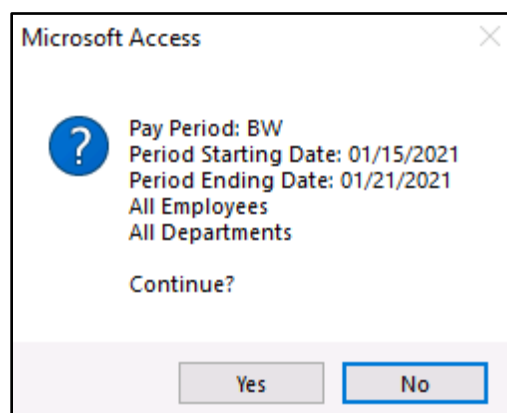 Microsoft Access
Pay Period: BW
Period Starting Date: 01/15/2021
Period Ending Date: 01/21/2021
All Employees
All Departments
Continue?
Yes
No